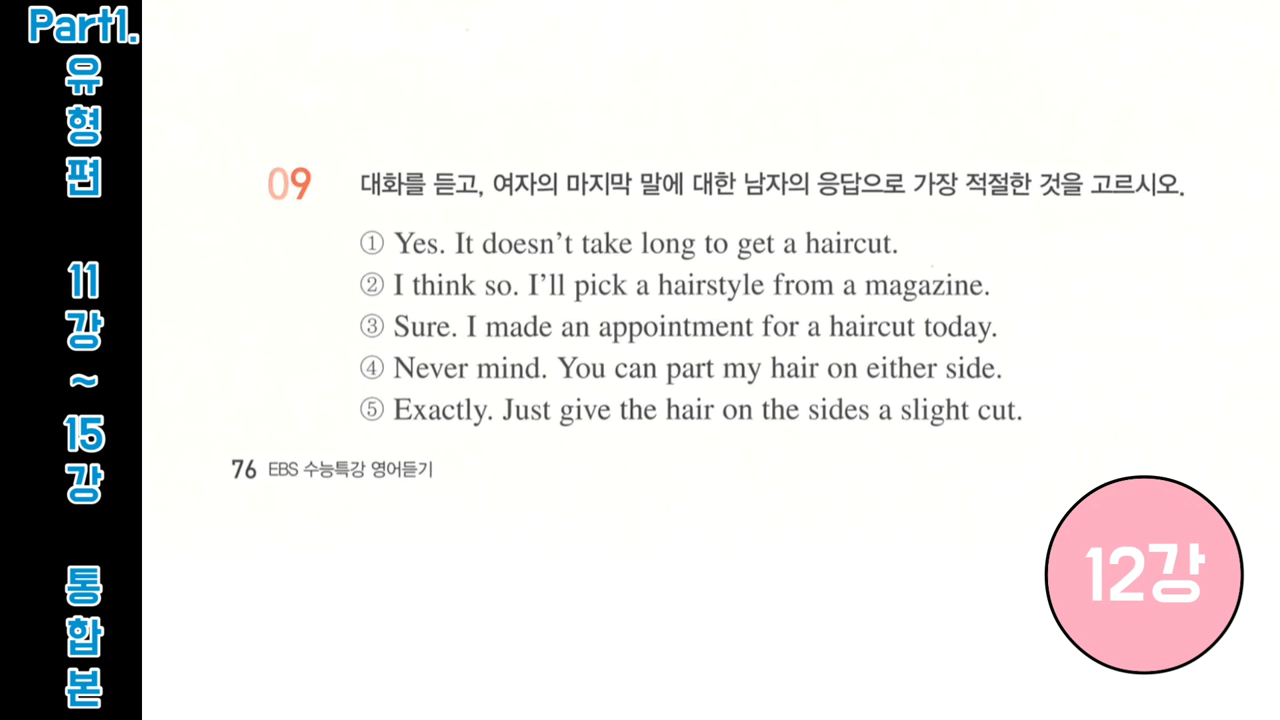 Part1.
유
형
편
11
강
~
15
강
통
합
본
09 대화를 듣고, 여자의 마지막 말에 대한 남자의 응답으로 가장 적절한 것을 고르시오.
① Yes. It doesn't take long to get a haircut.
② I think so. I'll pick a hairstyle from a magazine.
③ Sure. I made an appointment for a haircut today.
④ Never mind. You can part my hair on either side.
⑤ Exactly. Just give the hair on the sides a slight cut.
76 EBS 수능특강 영어듣기
12강